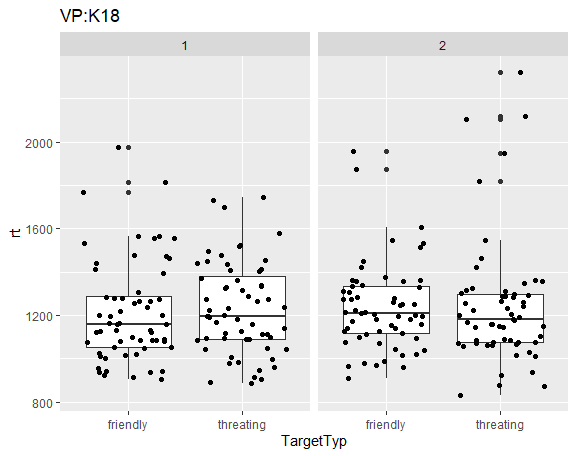 VP:K18
1 2
2000
1600
1200
800
rt
friendly threating friendly threating
TargetTyp